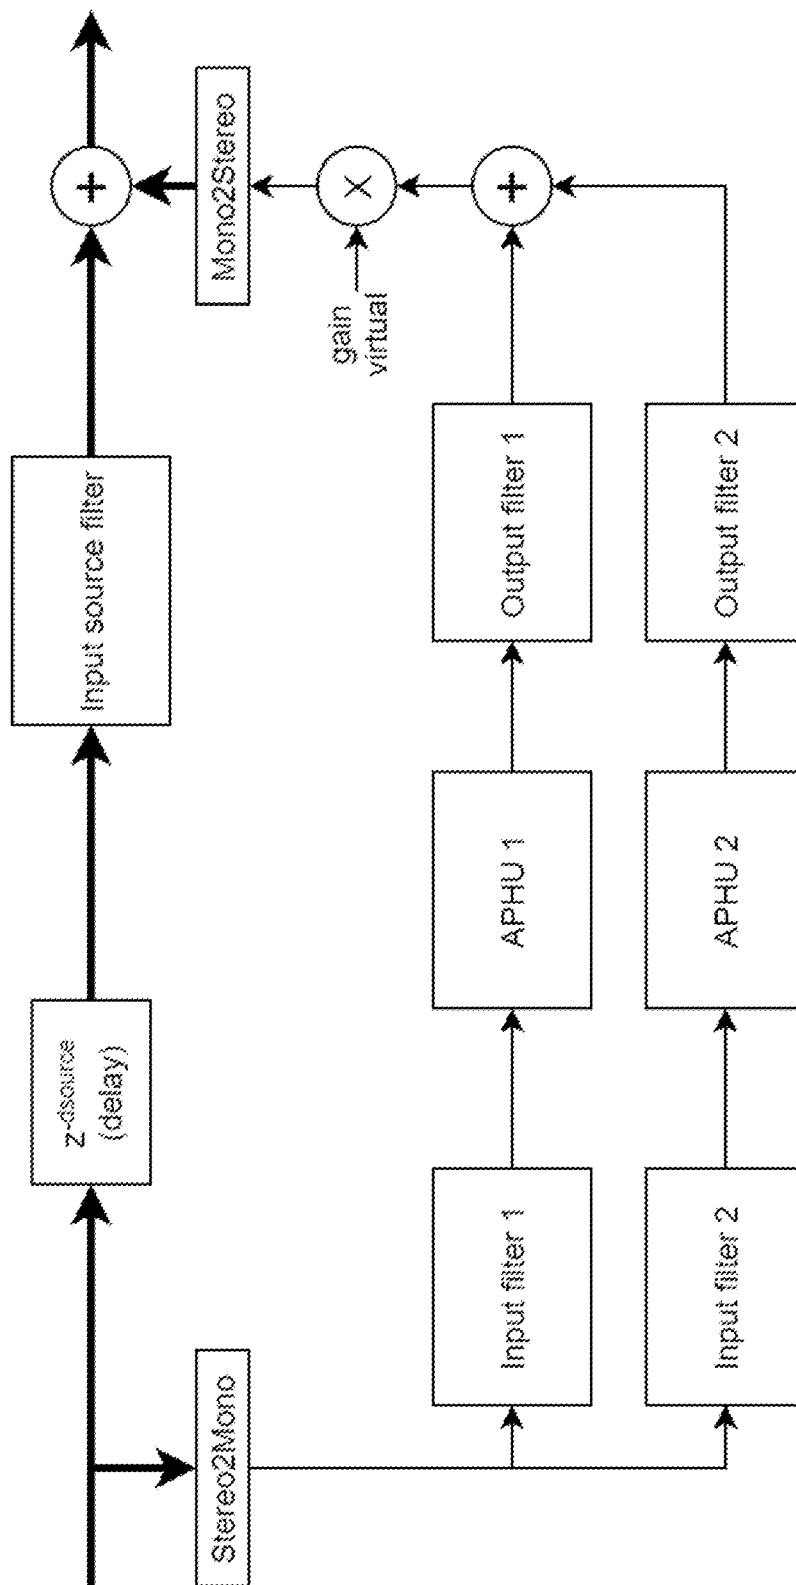 z-dsource
(delay)
Input source filter
+
Stereo2Mono
Mono2Stereo
gain
virtual
X
+
Input filter 1
APHU 1
Output filter 1
Input filter 2
APHU 2
Output filter 2